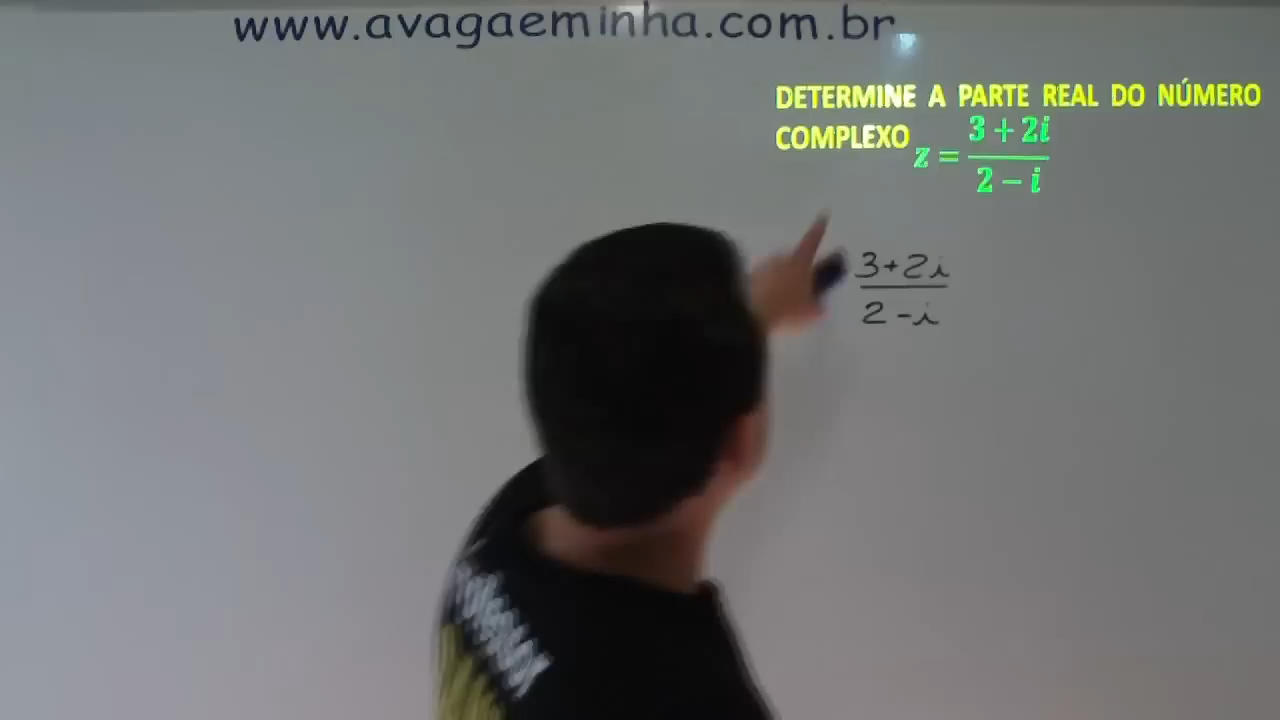 www.avagaeminha.com.br
DETERMINE A PARTE REAL DO NÚMERO
COMPLEXO z = 3 + 2i / 2 − i
3+2i
2-i